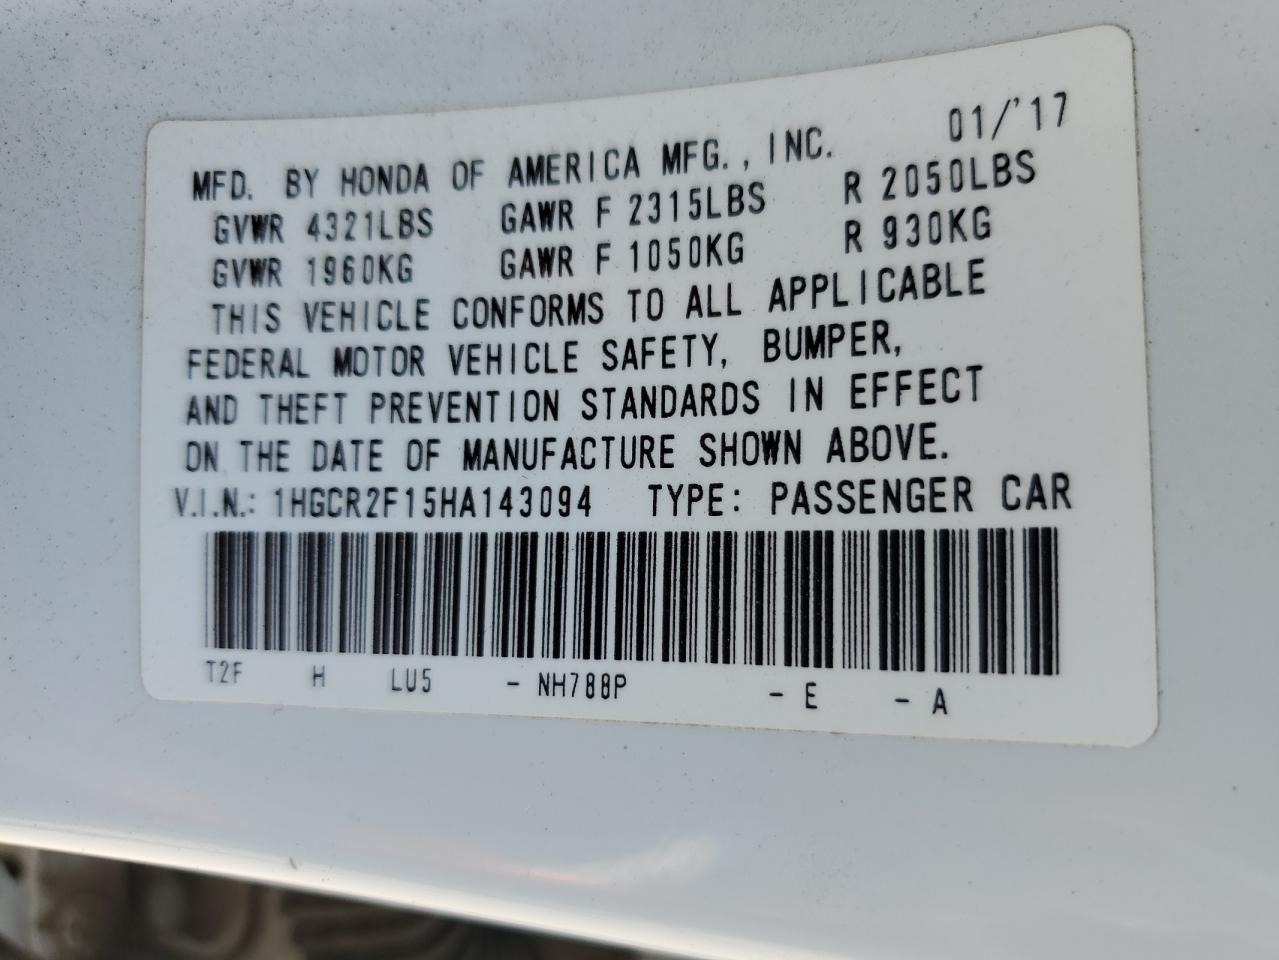 01/'17
MFD. BY HONDA OF AMERICA MFG., INC.
GVWR 4321LBS GAWR F 2315LBS R 2050LBS
GVWR 1960KG GAWR F 1050KG R 930KG
THIS VEHICLE CONFORMS TO ALL APPLICABLE
FEDERAL MOTOR VEHICLE SAFETY, BUMPER,
AND THEFT PREVENTION STANDARDS IN EFFECT
ON THE DATE OF MANUFACTURE SHOWN ABOVE.
V.I.N.: 1HGCR2F15HA143094 TYPE: PASSENGER CAR
T2F H LU5 - NH788P - E - A